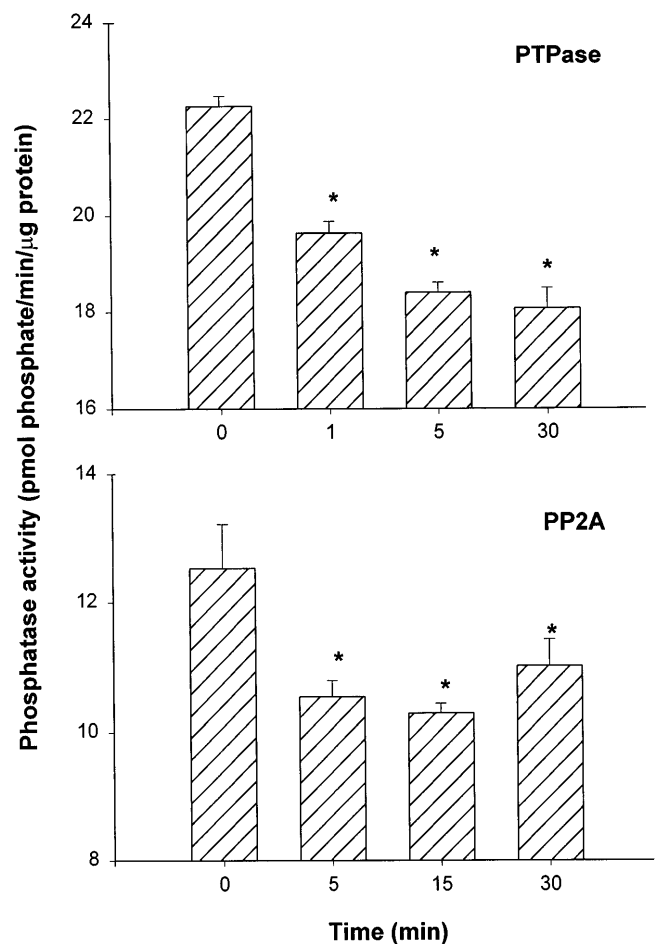 Phosphatase activity (pmol phosphate/min/µg protein)
PTPase
24
22
20
18
16
*
*
*
0 1 5 30
PP2A
14
12
10
8
*
*
*
0 5 15 30
Time (min)